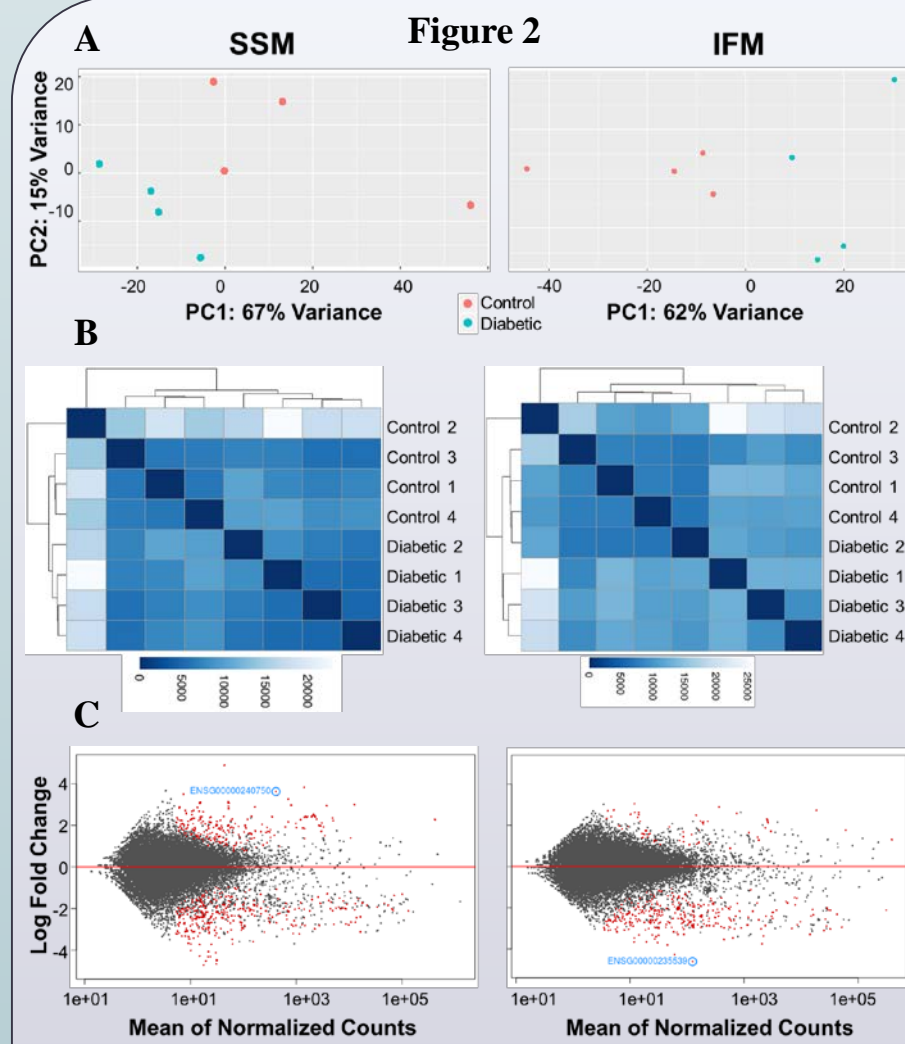 Figure 2
A
SSM
IFM
20
10
0
-10
PC2: 15% Variance
-20
0
20
40
60
PC1: 67% Variance
-40
-20
0
20
PC1: 62% Variance
Control
Diabetic
B
Control 2
Control 3
Control 1
Control 4
Diabetic 2
Diabetic 1
Diabetic 3
Diabetic 4
0
5000
10000
15000
20000
Control 2
Control 3
Control 1
Control 4
Diabetic 2
Diabetic 1
Diabetic 3
Diabetic 4
0
5000
10000
15000
20000
25000
C
4
2
0
-2
-4
Log Fold Change
ENSG00000240750
1e+01
1e+01
1e+03
1e+05
Mean of Normalized Counts
ENSG00000235539
1e+01
1e+01
1e+03
1e+05
Mean of Normalized Counts